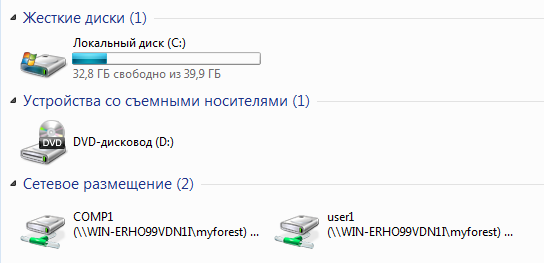 Жесткие диски (1)
Локальный диск (C:)
32,8 ГБ свободно из 39,9 ГБ
Устройства со съемными носителями (1)
DVD
DVD-дисковод (D:)
Сетевое размещение (2)
COMP1
(\\WIN-ERHO99VDN1I\myforest) ...
user1
(\\WIN-ERHO99VDN1I\myforest) ...